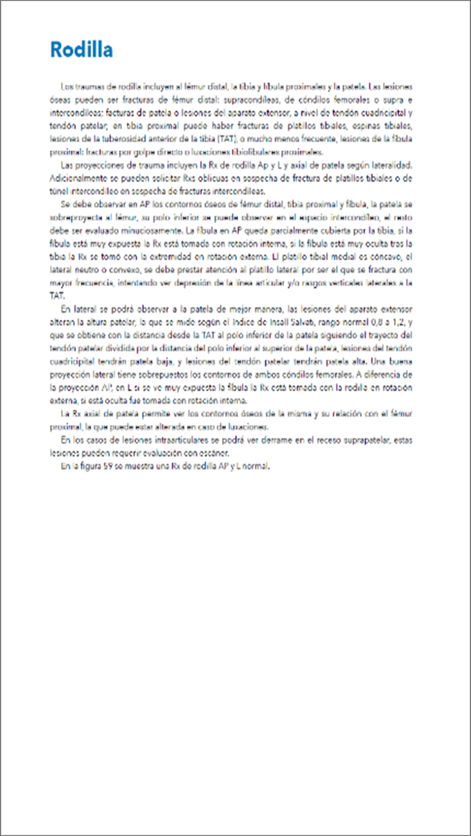 Rodilla
Los traumas de rodilla incluyen al fémur distal, la tibia y fíbula proximales y la patela. Las lesiones
óseas pueden ser fracturas de fémur distal: supracondíleas, de cóndilos femorales o supra e
intercondíleas; facturas de patela o lesiones del aparato extensor, a nivel de tendón cuadricipital y
tendón patelar; en tibia proximal puede haber fracturas de platillos tibiales, espinas tibiales,
lesiones de la tuberosidad anterior de la tibia (TAT), o mucho menos frecuente, lesiones de la fíbula
proximal: fracturas por golpe directo o luxaciones tibiofibulares proximales.
Las proyecciones de trauma incluyen la Rx de rodilla Ap y L y axial de patela según lateralidad.
Adicionalmente se pueden solicitar Rxs oblicuas en sospecha de fractura de platillos tibiales o de
túnel intercondíleo en sospecha de fracturas intercondíleas.
Se debe observar en AP los contornos óseos de fémur distal, tibia proximal y fíbula, la patela se
sobreproyecta al fémur, su polo inferior se puede observar en el espacio intercondíleo, el resto
debe ser evaluado minuciosamente. La fíbula en AP queda parcialmente cubierta por la tibia, si la
fíbula está muy expuesta la Rx está tomada con rotación interna, si la fíbula está muy oculta tras la
tibia la Rx se tomó con la extremidad en rotación externa. El platillo tibial medial es cóncavo, el
lateral neutro o convexo, se debe prestar atención al platillo lateral por ser el que se fractura con
mayor frecuencia, intentando ver depresión de la línea articular y/o rasgos verticales laterales a la
TAT.
En lateral se podrá observar a la patela de mejor manera, las lesiones del aparato extensor
alteran la altura patelar, la que se mide según el índice de Insall Salvati, rango normal 0,8 a 1,2, y
que se obtiene con la distancia desde la TAT al polo inferior de la patela siguiendo el trayecto del
tendón patelar dividida por la distancia del polo inferior al superior de la patela, lesiones del tendón
cuadricipital tendrán patela baja, y lesiones del tendón patelar tendrán patela alta. Una buena
proyección lateral tiene sobrepuestos los contornos de ambos cóndilos femorales. A diferencia de
la proyección AP, en L si se ve muy expuesta la fíbula la Rx está tomada con la rodilla en rotación
externa, si está oculta fue tomada con rotación interna.
La Rx axial de patela permite ver los contornos óseos de la misma y su relación con el fémur
proximal, la que puede estar alterada en caso de luxaciones.
En los casos de lesiones intraarticulares se podrá ver derrame en el receso suprapatelar, estas
lesiones pueden requerir evaluación con escáner.
En la figura 59 se muestra una Rx de rodilla AP y L normal.